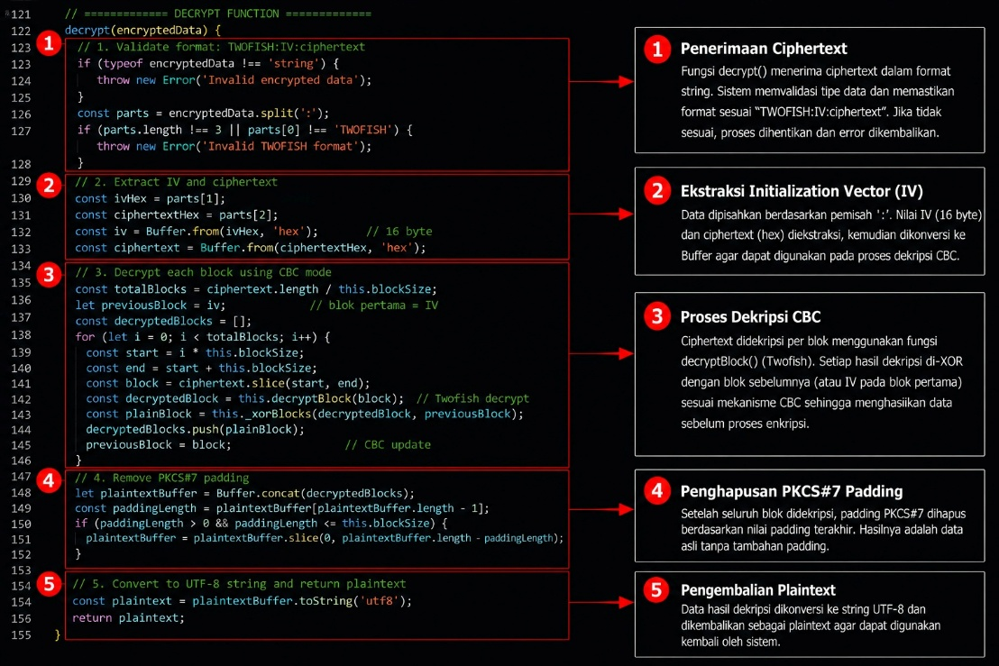 121 // ============= DECRYPT FUNCTION =============
122 decrypt(encryptedData) {
1
123 // 1. Validate format: TWOFISH:IV:ciphertext
123 if (typeof encryptedData !== 'string') {
124 throw new Error('Invalid encrypted data');
125 }
126 const parts = encryptedData.split(':');
127 if (parts.length !== 3 || parts[0] !== 'TWOFISH') {
throw new Error('Invalid TWOFISH format');
128 }
2
129 // 2. Extract IV and ciphertext
130 const ivHex = parts[1];
131 const ciphertextHex = parts[2];
132 const iv = Buffer.from(ivHex, 'hex'); // 16 byte
133 const ciphertext = Buffer.from(ciphertextHex, 'hex');
134
3
// 3. Decrypt each block using CBC mode
135 const totalBlocks = ciphertext.length / this.blockSize;
136 let previousBlock = iv; // blok pertama = IV
137 const decryptedBlocks = [];
138 for (let i = 0; i < totalBlocks; i++) {
139 const start = i * this.blockSize;
140 const end = start + this.blockSize;
141 const block = ciphertext.slice(start, end);
142 const decryptedBlock = this.decryptBlock(block); // Twofish decrypt
143 const plainBlock = this._xorBlocks(decryptedBlock, previousBlock);
144 decryptedBlocks.push(plainBlock);
145 previousBlock = block; // CBC update
146 }
4
147 // 4. Remove PKCS#7 padding
148 let plaintextBuffer = Buffer.concat(decryptedBlocks);
149 const paddingLength = plaintextBuffer[plaintextBuffer.length - 1];
150 if (paddingLength > 0 && paddingLength <= this.blockSize) {
151 plaintextBuffer = plaintextBuffer.slice(0, plaintextBuffer.length - paddingLength);
152 }
153
5
154 // 5. Convert to UTF-8 string and return plaintext
154 const plaintext = plaintextBuffer.toString('utf8');
156 return plaintext;
155 }
1 Penerimaan Ciphertext
Fungsi decrypt() menerima ciphertext dalam format
string. Sistem memvalidasi tipe data dan memastikan
format sesuai "TWOFISH:IV:ciphertext". Jika tidak
sesuai, proses dihentikan dan error dikembalikan.
2 Ekstraksi Initialization Vector (IV)
Data dipisahkan berdasarkan pemisah ':'. Nilai IV (16 byte)
dan ciphertext (hex) diekstraksi, kemudian dikonversi ke
Buffer agar dapat digunakan pada proses dekripsi CBC.
3 Proses Dekripsi CBC
Ciphertext didekripsi per blok menggunakan fungsi
decryptBlock() (Twofish). Setiap hasil dekripsi di-XOR
dengan blok sebelumnya (atau IV pada blok pertama)
sesuai mekanisme CBC sehingga menghasiikan data
sebelum proses enkripsi.
4 Penghapusan PKCS#7 Padding
Setelah seluruh blok didekripsi, padding PKCS#7 dihapus
berdasarkan nilai padding terakhir. Hasilnya adalah data
asli tanpa tambahan padding.
5 Pengembalian Plaintext
Data hasil dekripsi dikonversi ke string UTF-8 dan
dikembalikan sebagai plaintext agar dapat digunakan
kembali oleh sistem.